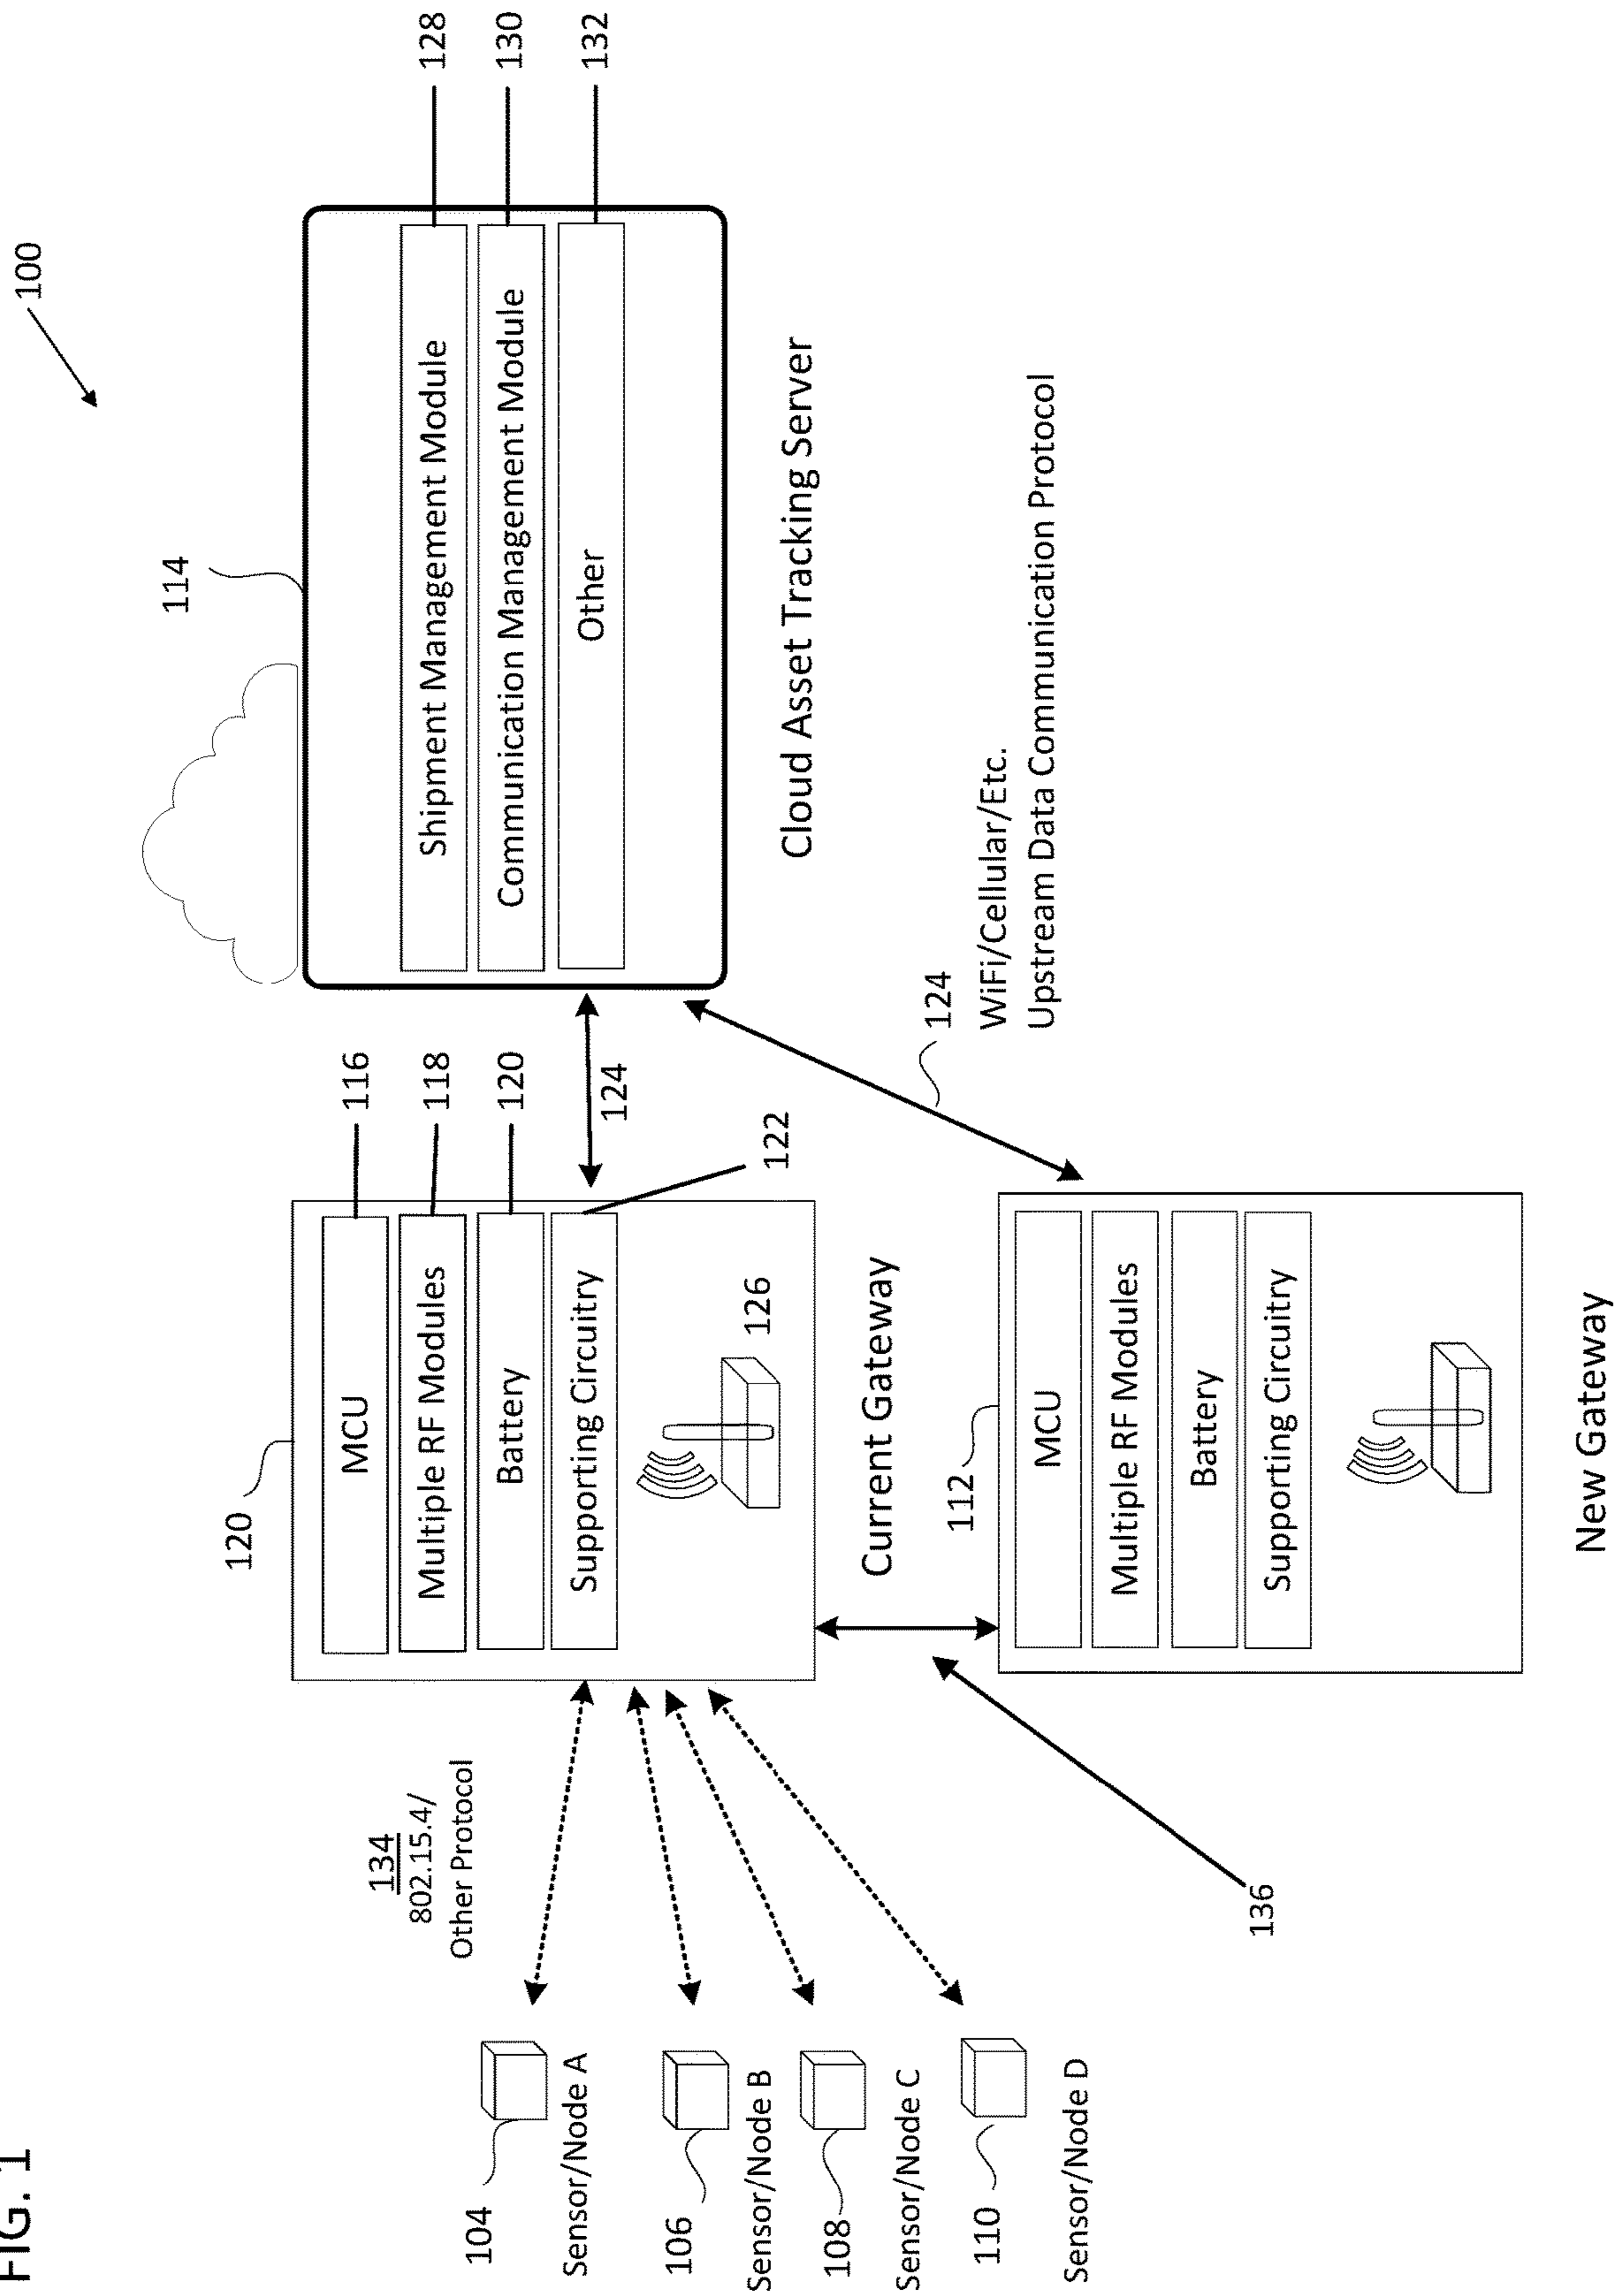 FIG. 1
100
114
Shipment Management Module
128
Communication Management Module
130
Other
132
Cloud Asset Tracking Server
120
MCU
116
Multiple RF Modules
118
Battery
120
Supporting Circuitry
122
124
126
Current Gateway
134
802.15.4/
Other Protocol
104
Sensor/Node A
106
Sensor/Node B
108
Sensor/Node C
110
Sensor/Node D
124
WiFi/Cellular/Etc.
Upstream Data Communication Protocol
112
MCU
Multiple RF Modules
Battery
Supporting Circuitry
136
New Gateway